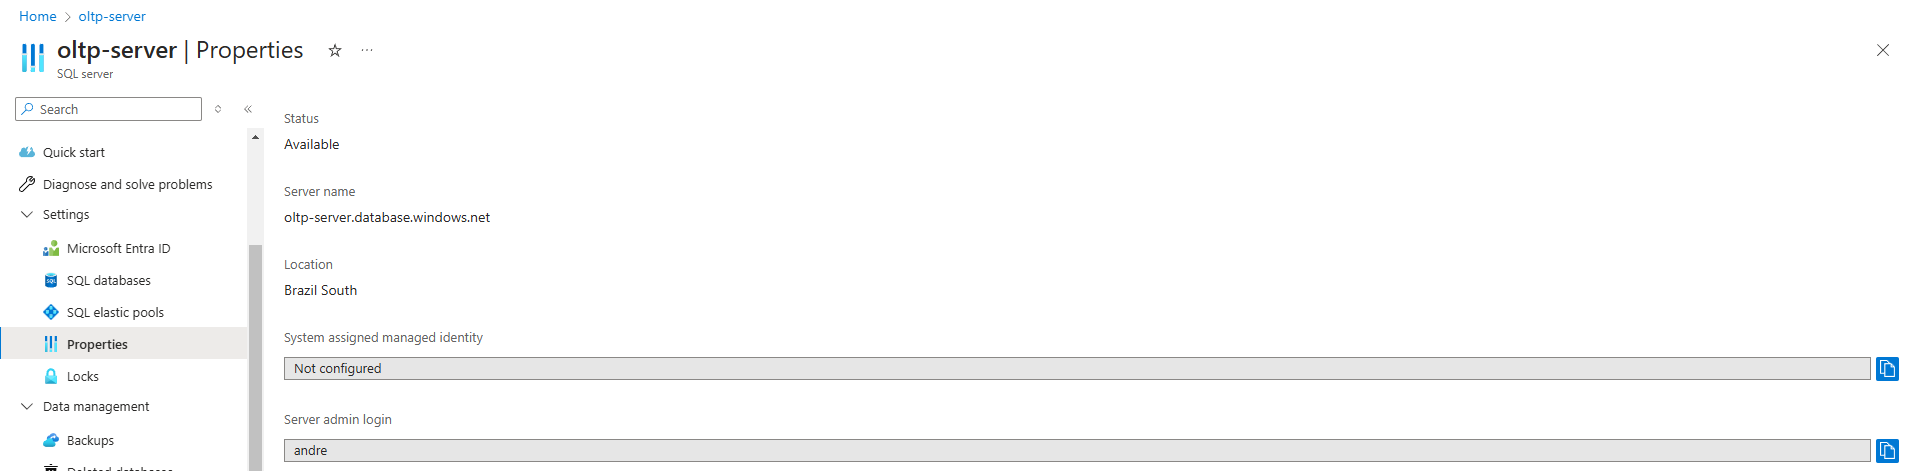 Home > oltp-server
oltp-server | Properties
SQL server
Search
Quick start
Diagnose and solve problems
Settings
Microsoft Entra ID
SQL databases
SQL elastic pools
Properties
Locks
Data management
Backups
Deleted databases
Status
Available
Server name
oltp-server.database.windows.net
Location
Brazil South
System assigned managed identity
Not configured
Server admin login
andre